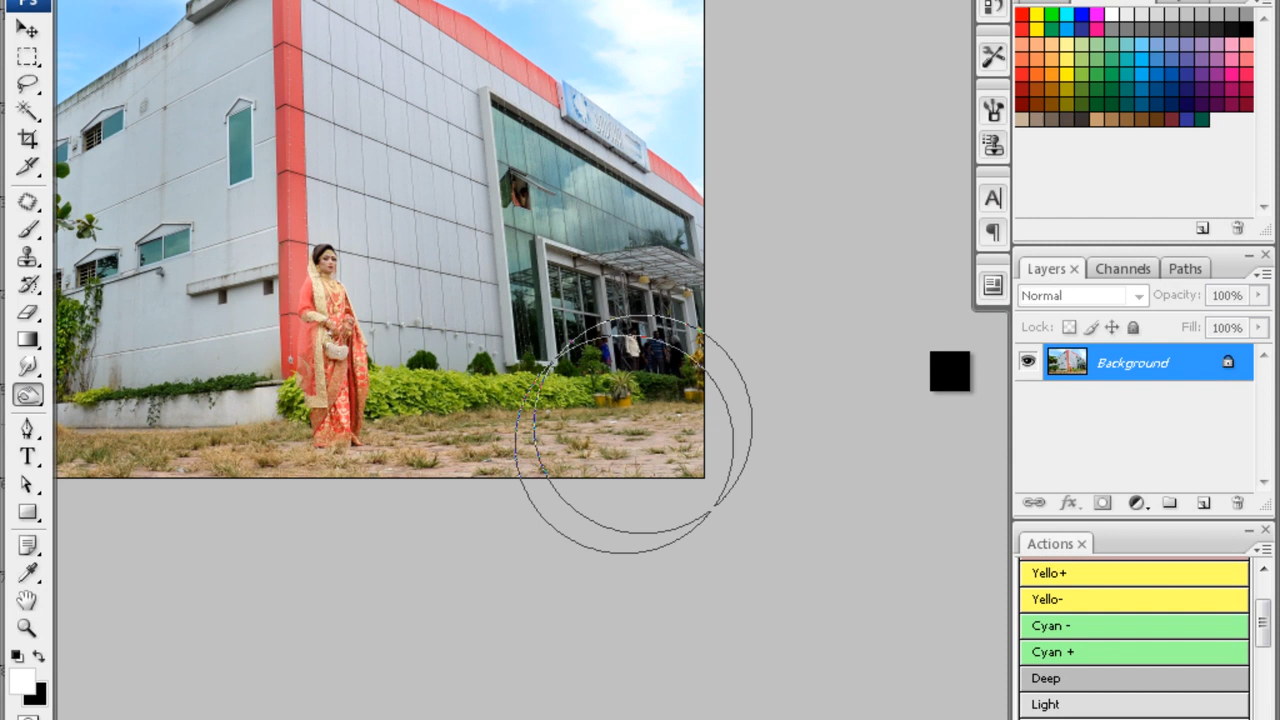 Ps
Layers
Channels
Paths
Normal
Opacity:
100%
Lock:
Fill:
100%
Background
Actions
Yello+
Yello-
Cyan -
Cyan +
Deep
Light